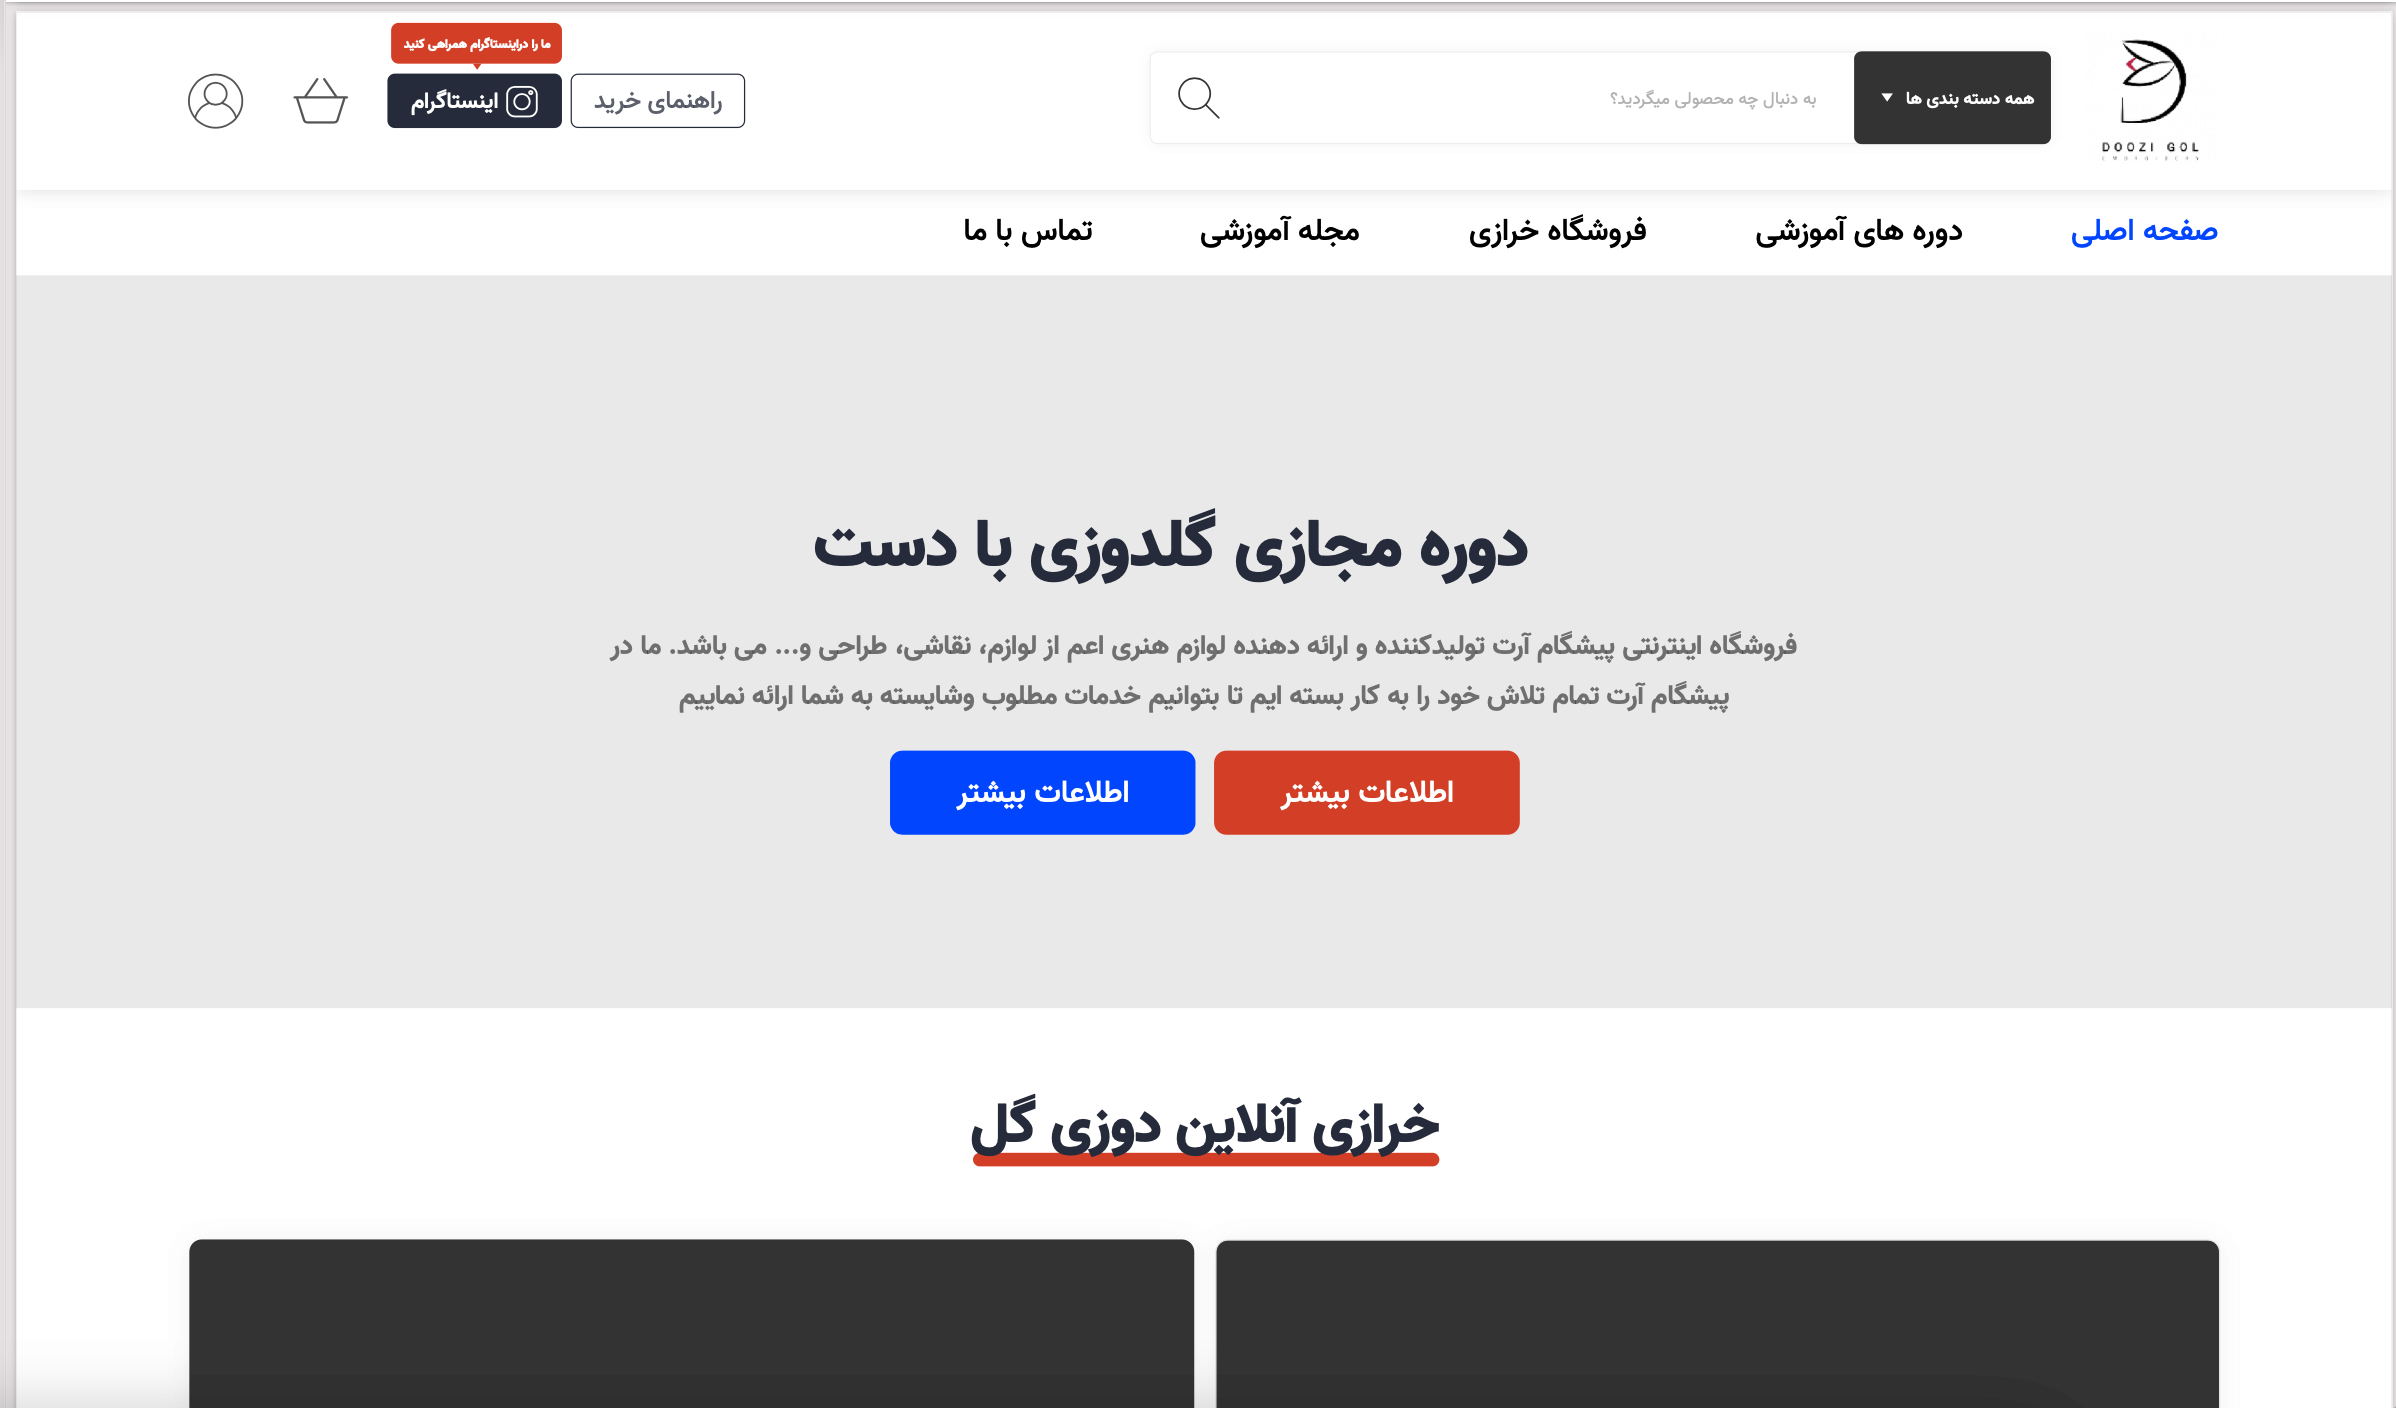 ما را دراینستاگرام همراهی کنید
همه دسته بندی ها
به دنبال چه محصولی میگردید؟
راهنمای خرید
اینستاگرام
DOOZI GOL
صفحه اصلی
دوره های آموزشی
فروشگاه خرازی
مجله آموزشی
تماس با ما
دوره مجازی گلدوزی با دست
فروشگاه اینترنتی پیشگام آرت تولیدکننده و ارائه دهنده لوازم هنری اعم از لوازم، نقاشی، طراحی و... می باشد. ما در
پیشگام آرت تمام تلاش خود را به کار بسته ایم تا بتوانیم خدمات مطلوب وشایسته به شما ارائه نماییم
اطلاعات بیشتر
اطلاعات بیشتر
خرازی آنلاین دوزی گل